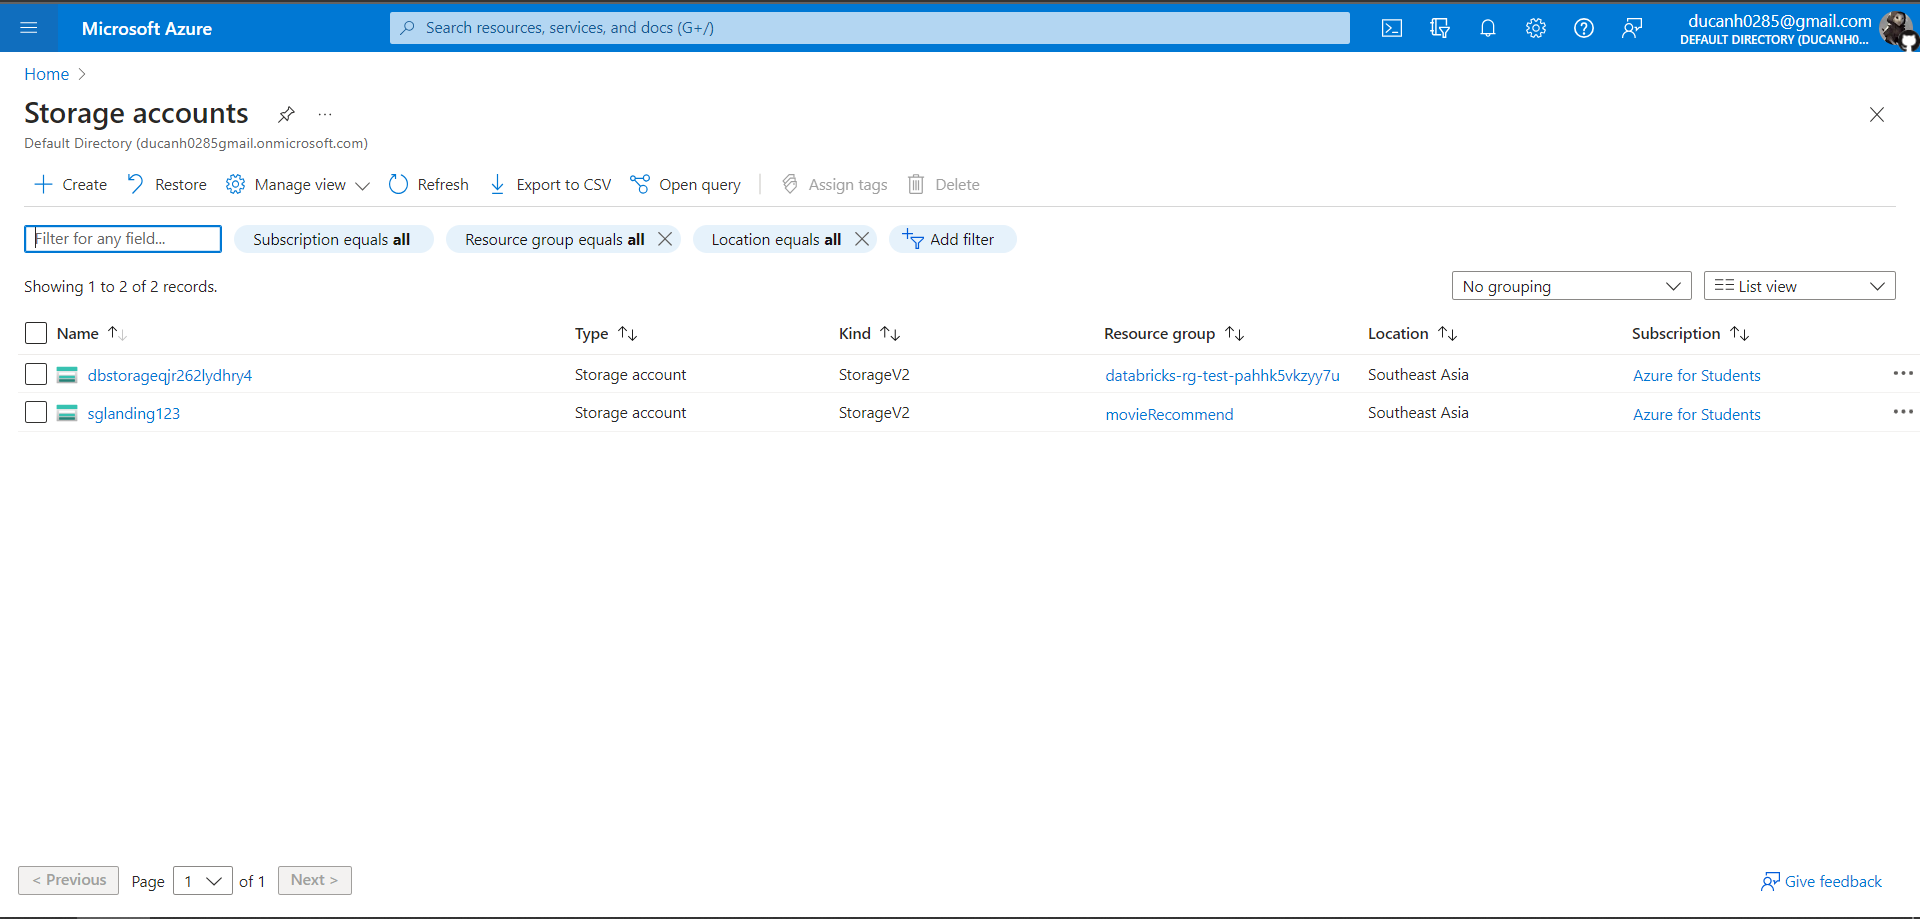 Microsoft Azure
Search resources, services, and docs (G+/)
ducanh0285@gmail.com
DEFAULT DIRECTORY (DUCANH0...
Home
Storage accounts
...
Default Directory (ducanh0285gmail.onmicrosoft.com)
Create Restore Manage view Refresh Export to CSV Open query Assign tags Delete
Filter for any field... Subscription equals all Resource group equals all Location equals all Add filter
Showing 1 to 2 of 2 records. No grouping List view
Name Type Kind Resource group Location Subscription
dbstorageqjr262lydhry4 Storage account StorageV2 databricks-rg-test-pahhk5vkzyy7u Southeast Asia Azure for Students
sglanding123 Storage account StorageV2 movieRecommend Southeast Asia Azure for Students
< Previous Page 1 of 1 Next > Give feedback